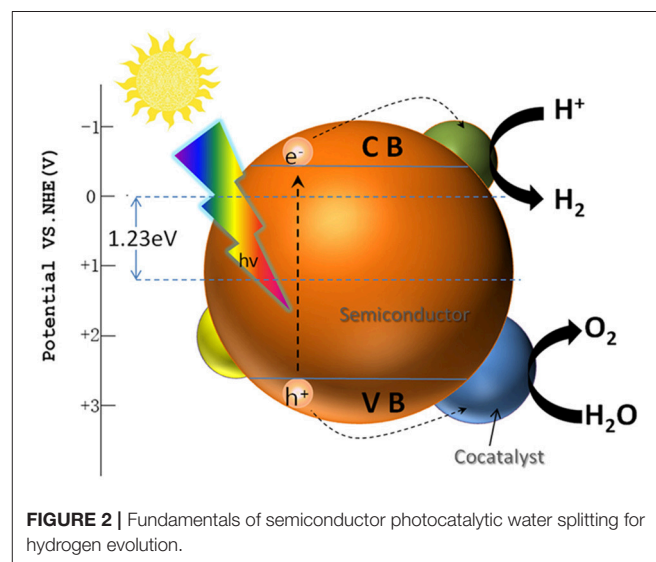 Potential VS.NHE(V)
−1
0
+1
+2
+3
1.23eV
hv
e-
C B
Semiconductor
h+
V B
H+
H₂
O₂
H₂O
Cocatalyst
FIGURE 2 | Fundamentals of semiconductor photocatalytic water splitting for
hydrogen evolution.